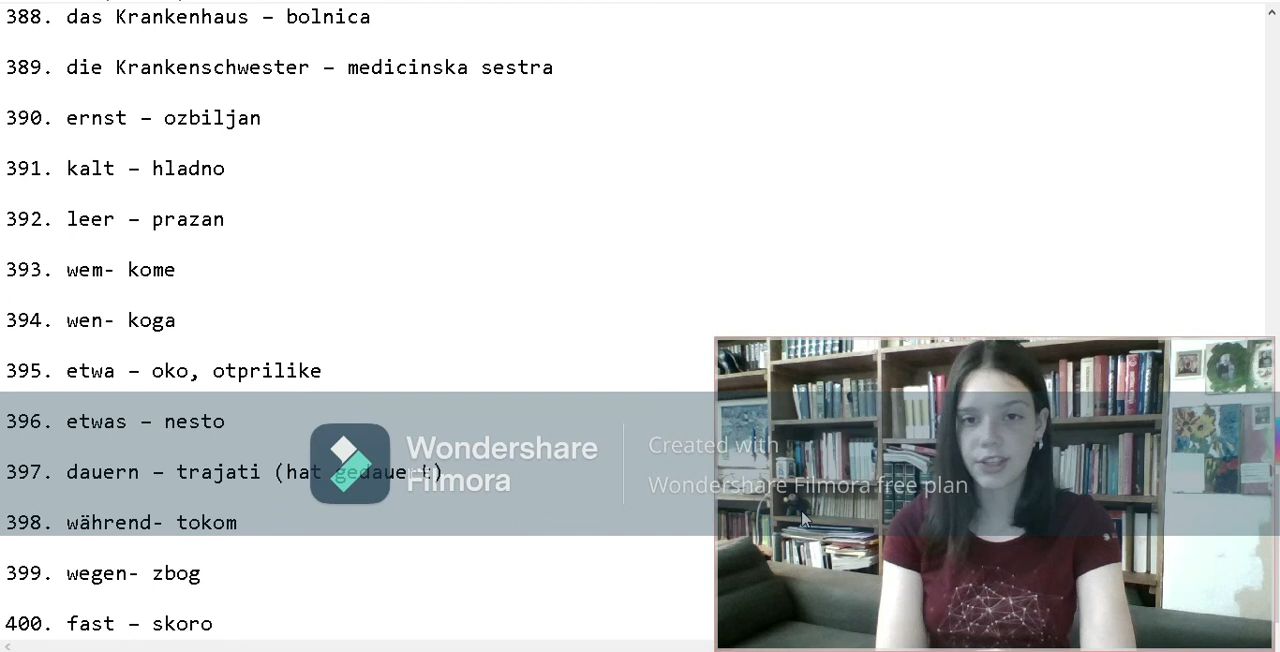 388. das Krankenhaus – bolnica
389. die Krankenschwester – medicinska sestra
390. ernst – ozbiljan
391. kalt – hladno
392. leer – prazan
393. wem- kome
394. wen- koga
395. etwa – oko, otprilike
396. etwas – nesto
397. dauern – trajati (hat gedauert)
398. während- tokom
399. wegen- zbog
400. fast – skoro
Wondershare
Filmora
Created with
Wondershare Filmora free plan